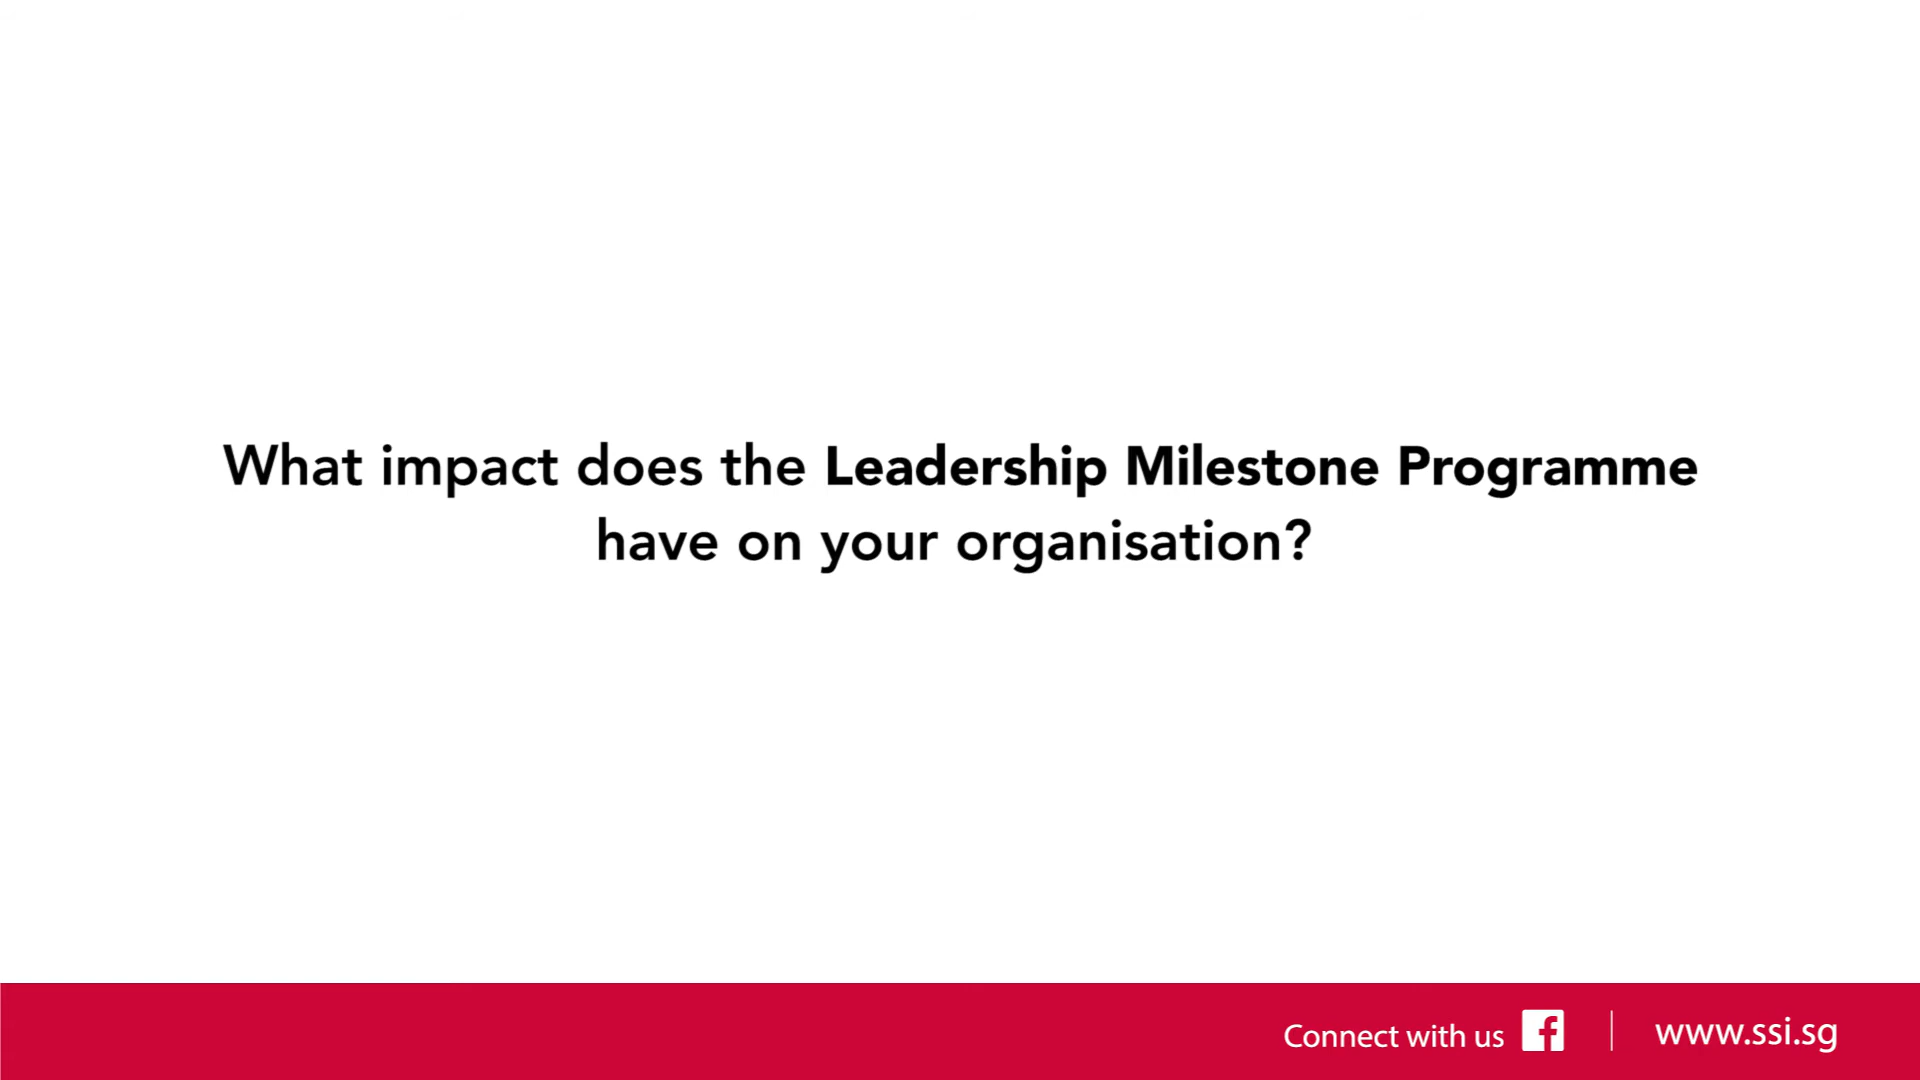 What impact does the Leadership Milestone Programme
have on your organisation?
Connect with us
www.ssi.sg